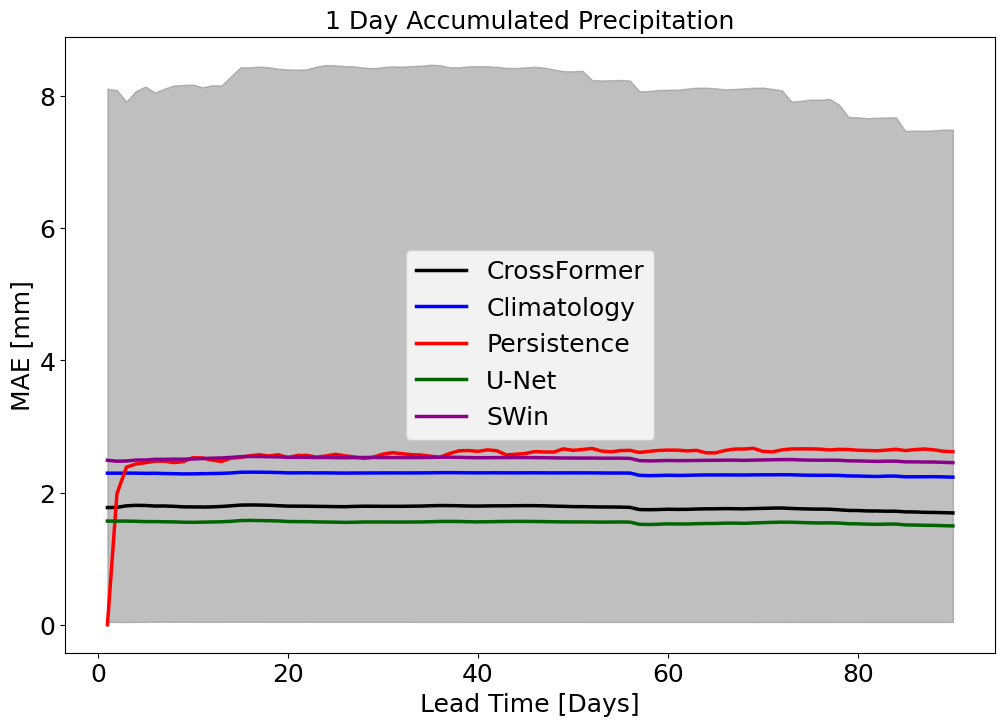 1 Day Accumulated Precipitation
MAE [mm]
8
6
4
2
0
CrossFormer
Climatology
Persistence
U-Net
SWin
0 20 40 60 80
Lead Time [Days]